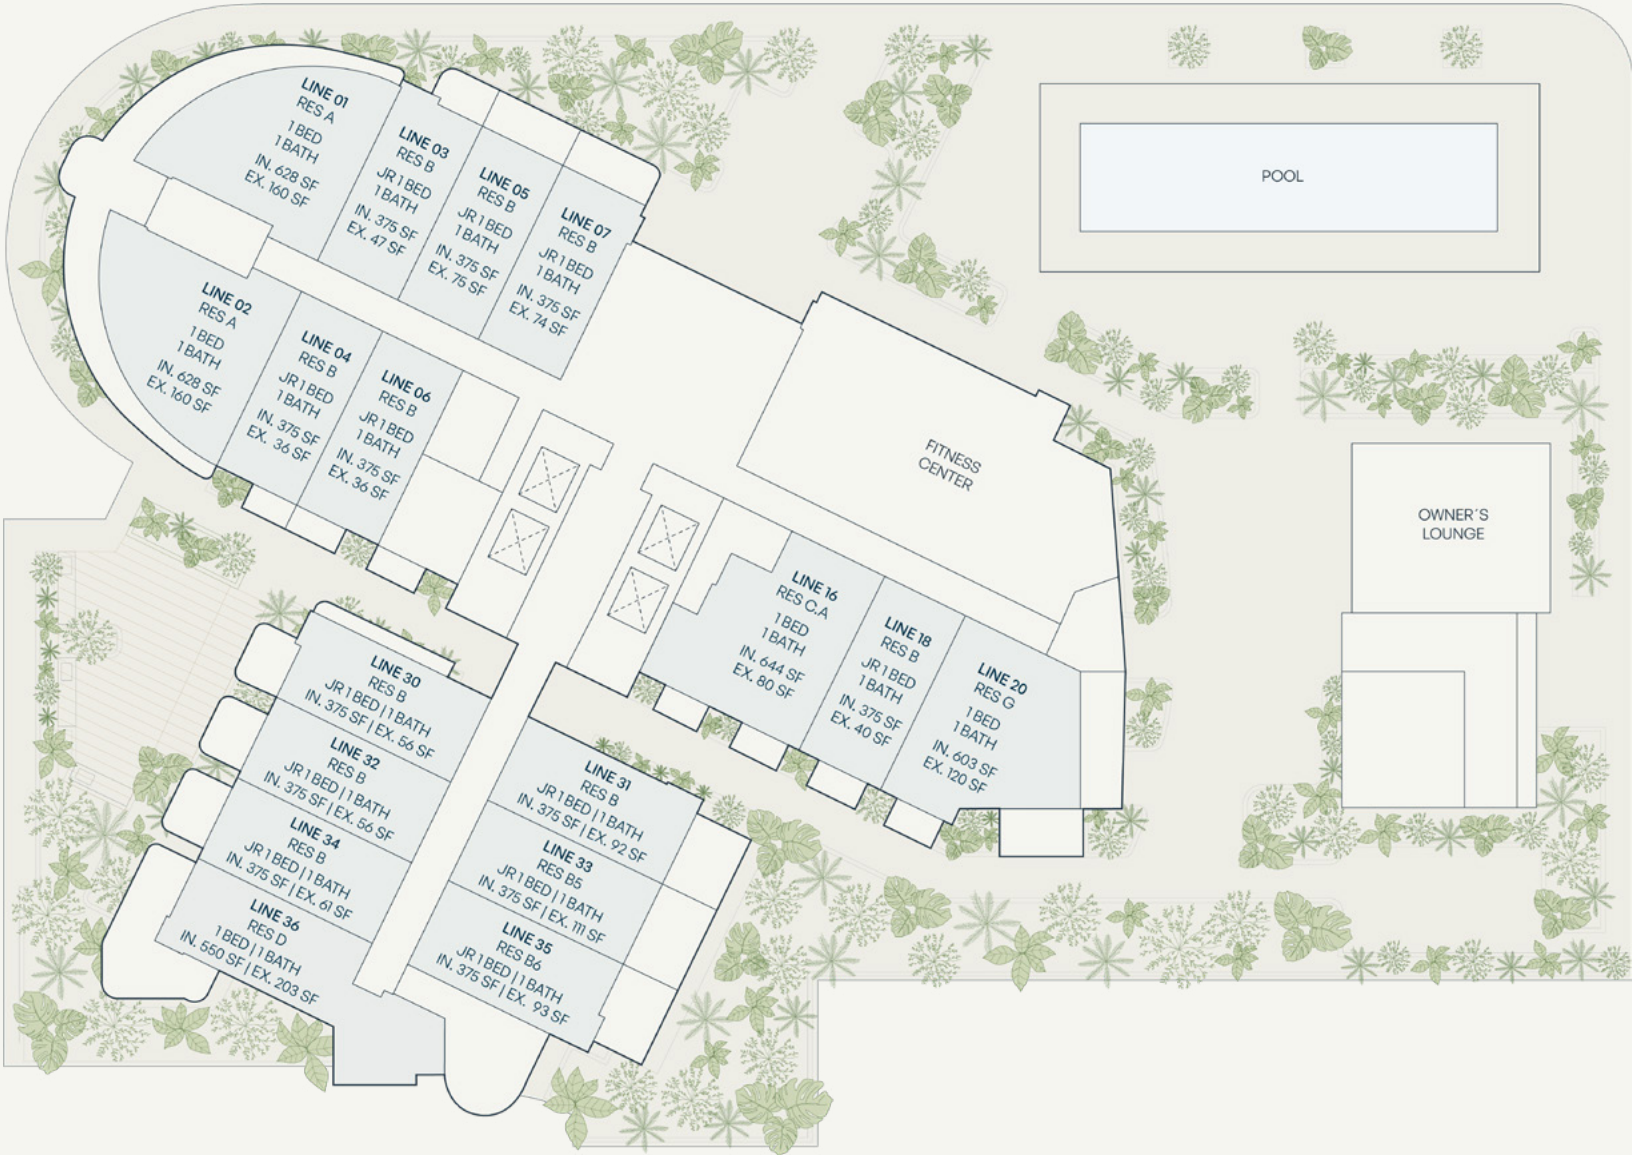 LINE 01
RES A
1 BED
1 BATH
IN. 628 SF
EX. 160 SF
LINE 03
RES B
JR 1 BED
1 BATH
IN. 375 SF
EX. 47 SF
LINE 05
RES B
JR 1 BED
1 BATH
IN. 375 SF
EX. 75 SF
LINE 07
RES B
JR 1 BED
1 BATH
IN. 375 SF
EX. 74 SF
POOL
LINE 02
RES A
1 BED
1 BATH
IN. 628 SF
EX. 160 SF
LINE 04
RES B
JR 1 BED
1 BATH
IN. 375 SF
EX. 36 SF
LINE 06
RES B
JR 1 BED
1 BATH
IN. 375 SF
EX. 36 SF
FITNESS
CENTER
OWNER'S
LOUNGE
LINE 16
RES C.A
1 BED
1 BATH
IN. 644 SF
EX. 80 SF
LINE 18
RES B
JR 1 BED
1 BATH
IN. 375 SF
EX. 40 SF
LINE 20
RES G
1 BED
1 BATH
IN. 603 SF
EX. 120 SF
LINE 30
RES B
JR 1 BED | 1 BATH
IN. 375 SF | EX. 56 SF
LINE 32
RES B
JR 1 BED | 1 BATH
IN. 375 SF | EX. 56 SF
LINE 34
RES B
JR 1 BED | 1 BATH
IN. 375 SF | EX. 61 SF
LINE 36
RES D
1 BED | 1 BATH
IN. 550 SF | EX. 203 SF
LINE 31
RES B
JR 1 BED | 1 BATH
IN. 375 SF | EX. 92 SF
LINE 33
RES B5
JR 1 BED | 1 BATH
IN. 375 SF | EX. 111 SF
LINE 35
RES B6
JR 1 BED | 1 BATH
IN. 375 SF | EX. 93 SF